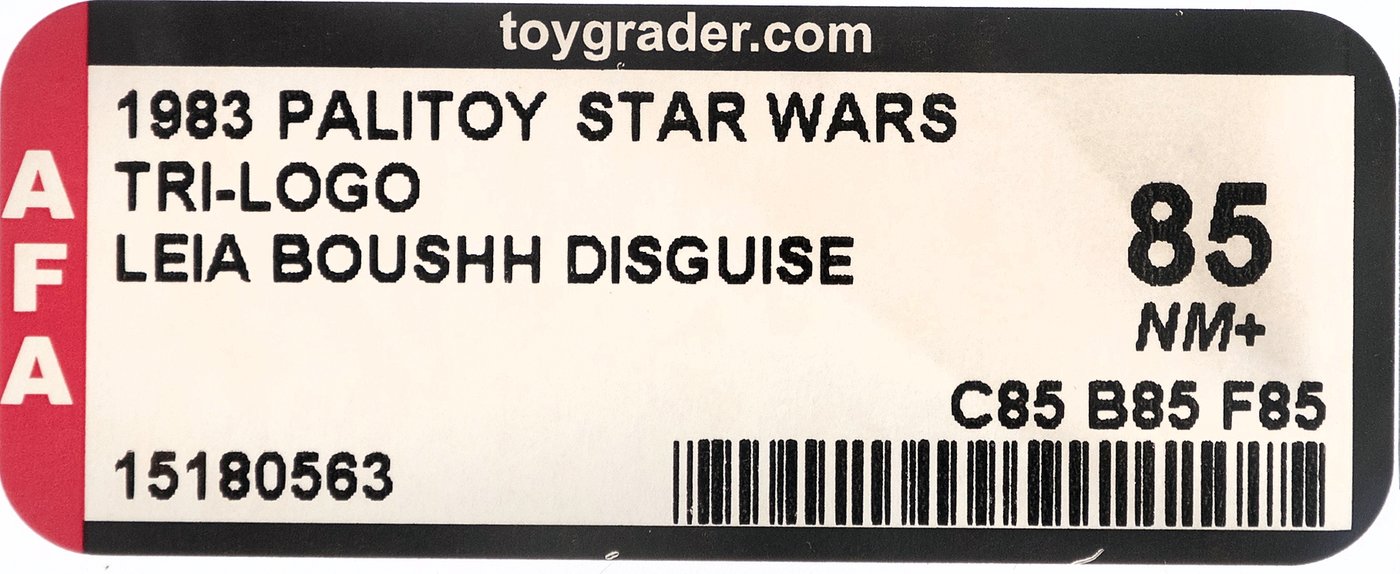 toygrader.com
AFA
1983 PALITOY STAR WARS
TRI-LOGO
LEIA BOUSHH DISGUISE
85
NM+
C85 B85 F85
15180563